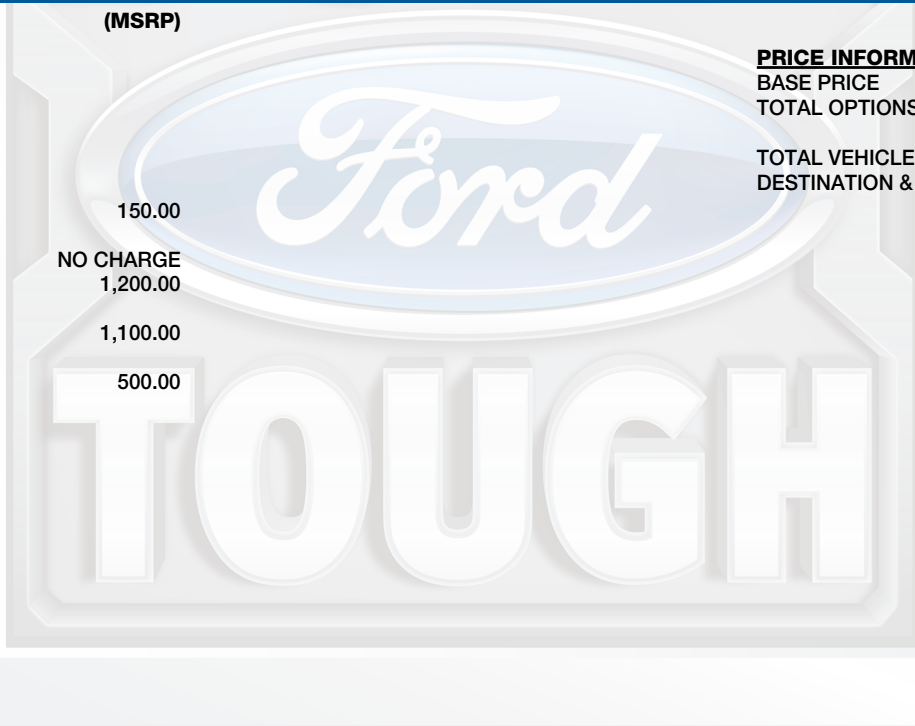 (MSRP)
150.00
NO CHARGE
1,200.00
1,100.00
500.00
PRICE INFORM
BASE PRICE
TOTAL OPTIONS
TOTAL VEHICLE
DESTINATION &
Ford
TOUGH